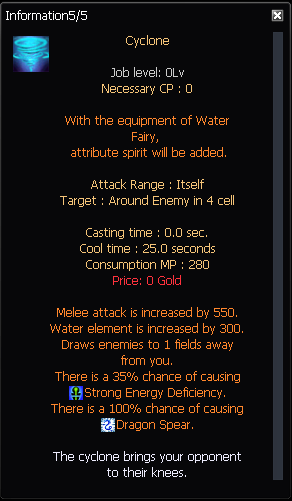 Information5/5
Cyclone
Job level: 0Lv
Necessary CP : 0
With the equipment of Water
Fairy,
attribute spirit will be added.
Attack Range : Itself
Target : Around Enemy in 4 cell
Casting time : 0.0 sec.
Cool time : 25.0 seconds
Consumption MP : 280
Price: 0 Gold
Melee attack is increased by 550.
Water element is increased by 300.
Draws enemies to 1 fields away
from you.
There is a 35% chance of causing
Strong Energy Deficiency.
There is a 100% chance of causing
Dragon Spear.
The cyclone brings your opponent
to their knees.